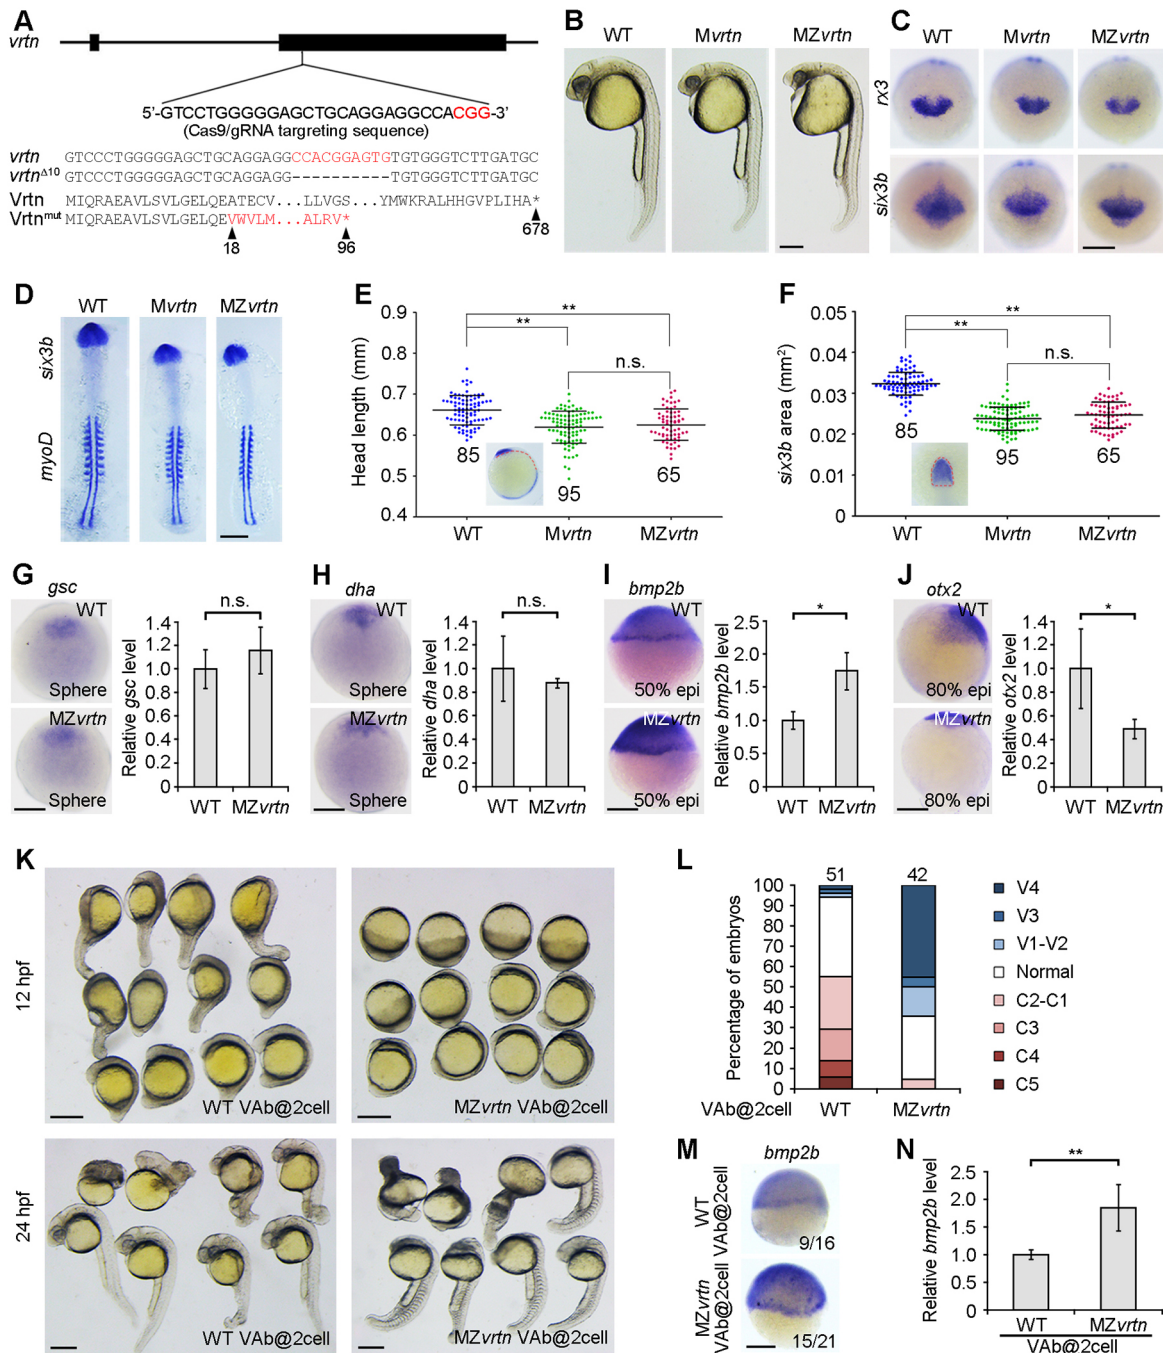 A
vrtn
5'-GTCCTGGGGGAGCTGCAGGAGGCCACGG-3'
(Cas9/gRNA targreting sequence)
vrtn GTCCCTGGGGGAGCTGCAGGAGGCCACGGAGTGTGTGGGTCTTGATGC
vrtnΔ10 GTCCCTGGGGGAGCTGCAGGAGG----------TGTGGGTCTTGATGC
Vrtn MIQRAEAVLSVLGELQEATECV...LLVGS...YMWKRALHHGVPLIHA*
Vrtnmut MIQRAEAVLSVLGELQEVWVLM...ALRV*
18 96 678
B
WT Mvrtn MZvrtn
C
WT Mvrtn MZvrtn
rx3
six3b
D
WT Mvrtn MZvrtn
six3b
myoD
E
Head length (mm)
0.9
0.8
0.7
0.6
0.5
0.4
**
**
n.s.
85
95
65
WT Mvrtn MZvrtn
F
six3b area (mm²)
0.05
0.04
0.03
0.02
0.01
0
**
**
n.s.
85
95
65
WT Mvrtn MZvrtn
G
gsc
WT
Sphere
MZvrtn
Sphere
Relative gsc level
1.4
1.2
1.0
0.8
0.6
0.4
0.2
0
n.s.
WT MZvrtn
H
dha
WT
Sphere
MZvrtn
Sphere
Relative dha level
1.4
1.2
1.0
0.8
0.6
0.4
0.2
0
n.s.
WT MZvrtn
I
bmp2b
WT
50% epi
MZvrtn
50% epi
Relative bmp2b level
2.5
2.0
1.5
1.0
0.5
0
*
WT MZvrtn
J
otx2
WT
80% epi
MZvrtn
80% epi
Relative otx2 level
1.4
1.2
1.0
0.8
0.6
0.4
0.2
0
*
WT MZvrtn
K
12 hpf
WT VAb@2cell
MZvrtn VAb@2cell
24 hpf
WT VAb@2cell
MZvrtn VAb@2cell
L
Percentage of embryos
100
90
80
70
60
50
40
30
20
10
0
51 42
VAb@2cell WT MZvrtn
V4
V3
V1-V2
Normal
C2-C1
C3
C4
C5
M
bmp2b
WT
VAb@2cell
9/16
MZvrtn
VAb@2cell
15/21
N
Relative bmp2b level
2.5
2.0
1.5
1.0
0.5
0
**
WT MZvrtn
VAb@2cell